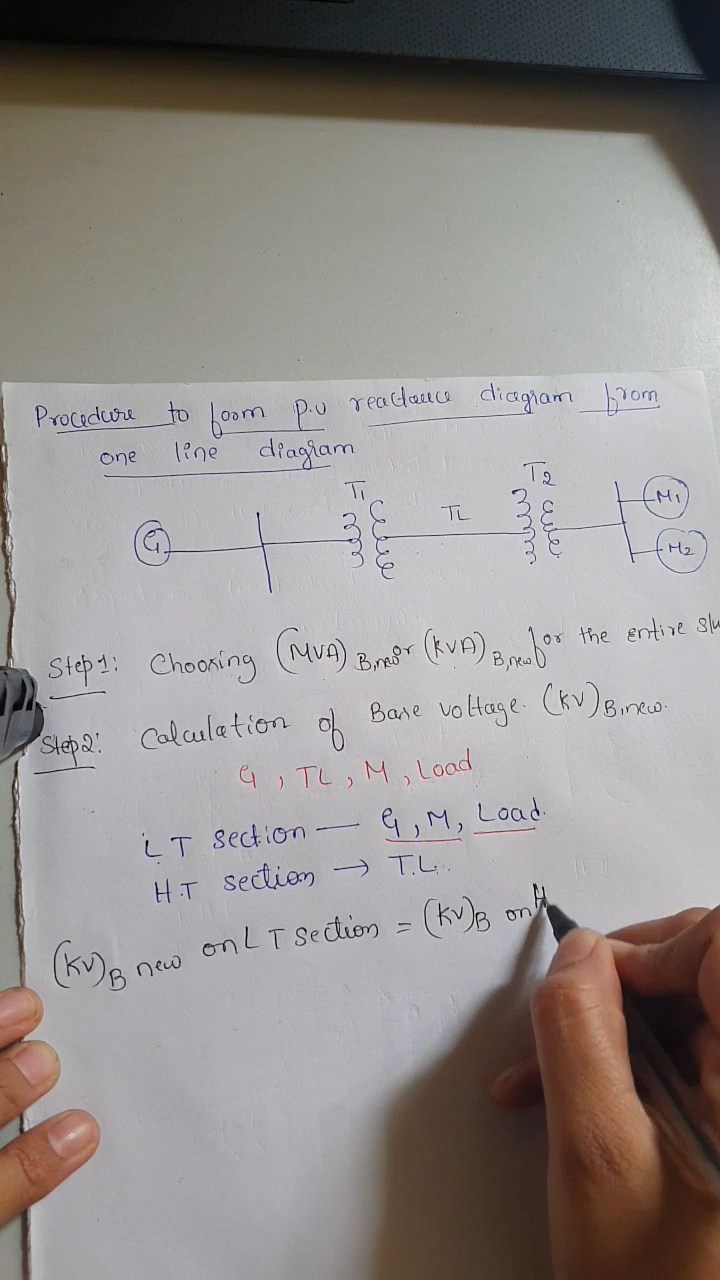 Procedure to form p.u reactance diagram from
one line diagram
G
T1
TL
T2
M1
M2
Step 1: Choosing (MVA) B,new or (KVA) B,new for the entire
Step 2: Calculation of Base voltage. (KV) B,new.
G, TL, M, Load
LT section — G, M, Load.
H.T section → T.L.
(KV)B new on LT section = (KV)B on H